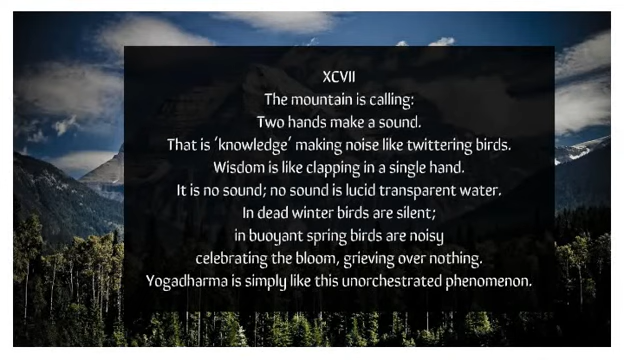 XCVII
The mountain is calling:
Two hands make a sound.
That is 'knowledge' making noise like twittering birds.
Wisdom is like clapping in a single hand.
It is no sound; no sound is lucid transparent water.
In dead winter birds are silent;
in buoyant spring birds are noisy
celebrating the bloom, grieving over nothing.
Yogadharma is simply like this unorchestrated phenomenon.